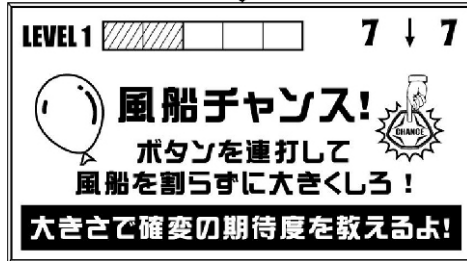 LEVEL 1
7 ↓ 7
風船チャンス!
CHANCE
ボタンを連打して
風船を割らずに大きくしろ！
大きさで確変の期待度を教えるよ!